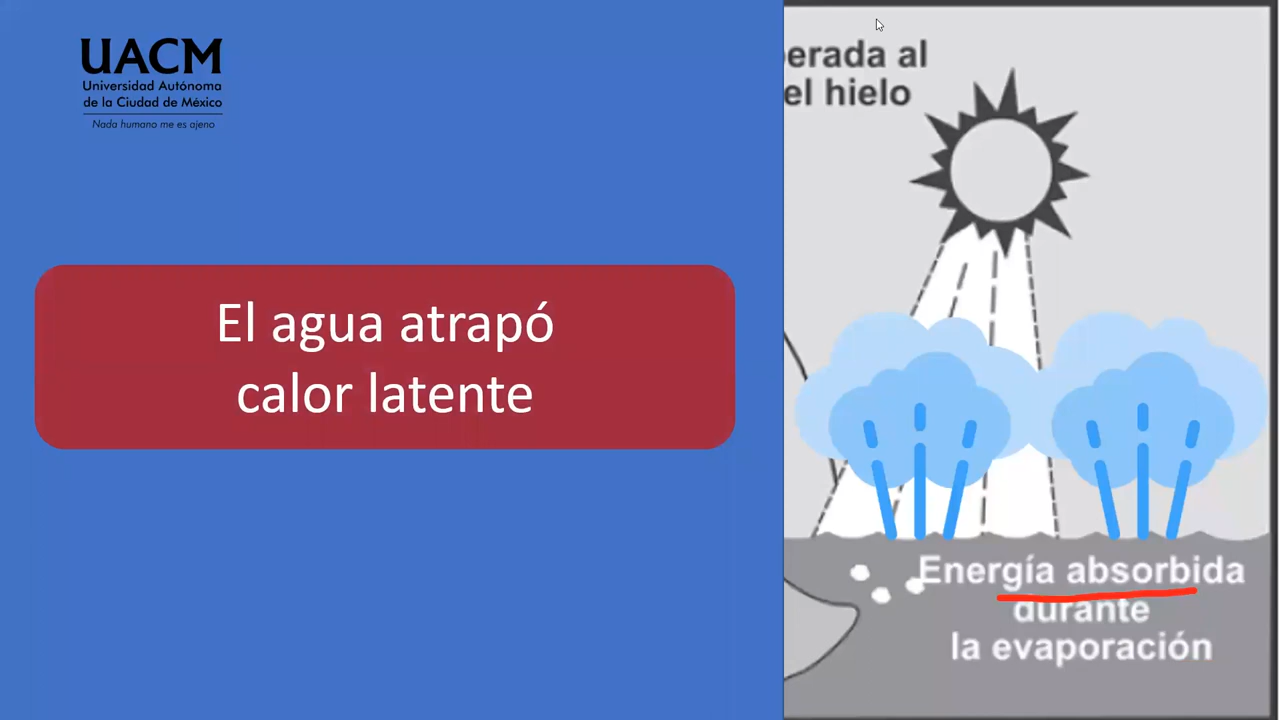 UACM
Universidad Autónoma
de la Ciudad de México
Nada humano me es ajeno
El agua atrapó
calor latente
erada al
el hielo
Energía absorbida
durante
la evaporación